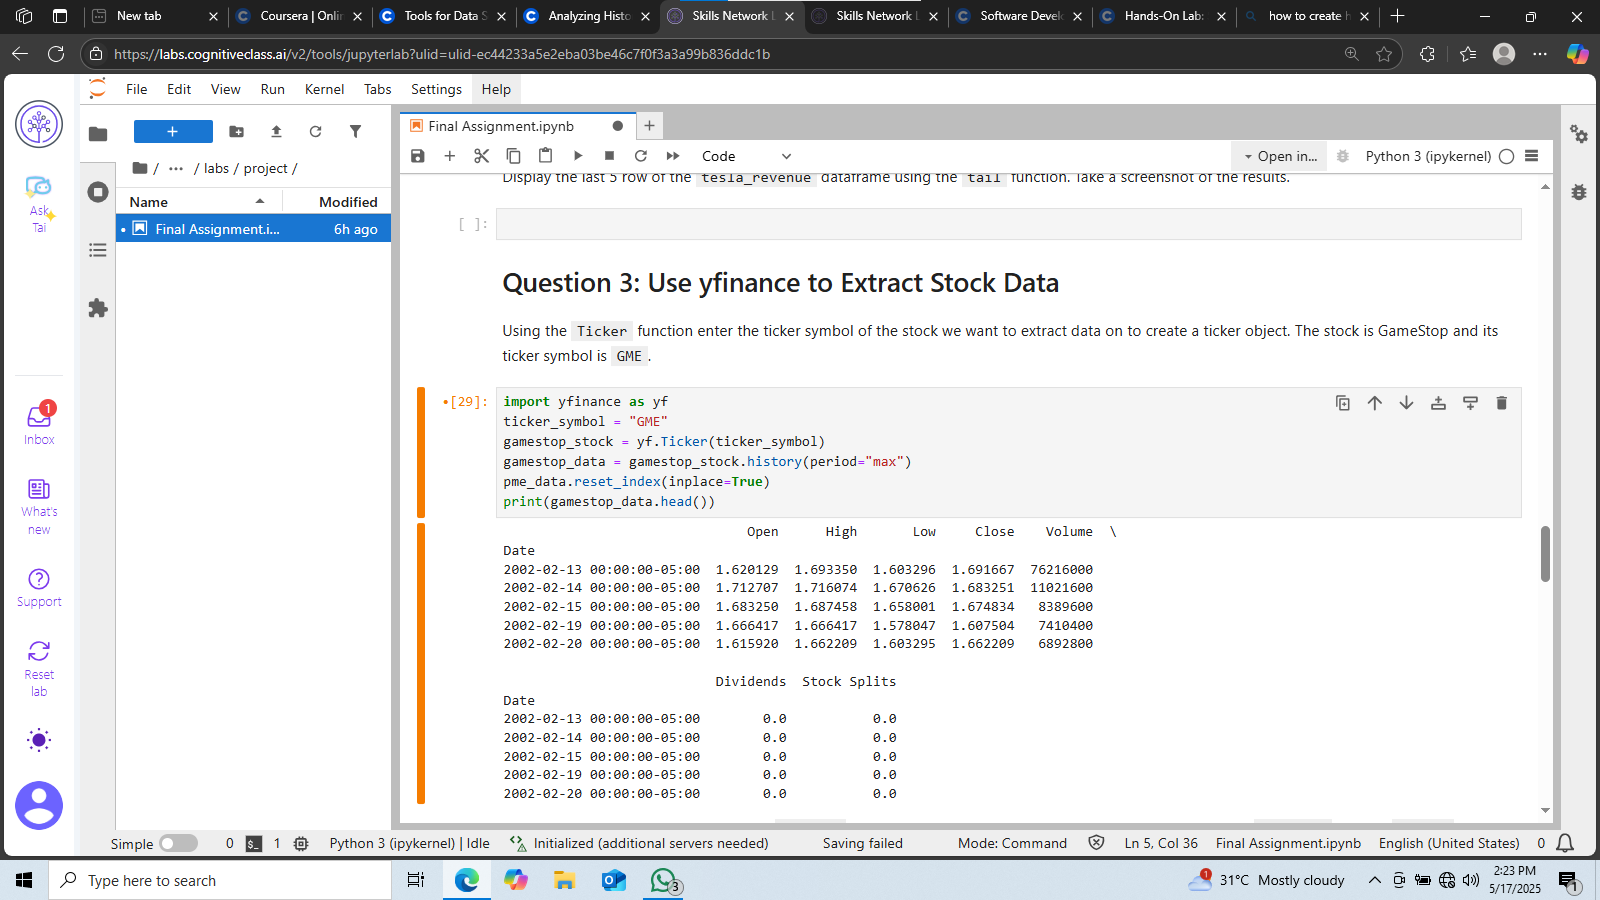 New tab
Coursera | Onlin
Tools for Data S
Analyzing Histo
Skills Network L
Skills Network L
Software Devel
Hands-On Lab:
how to create h
https://labs.cognitiveclass.ai/v2/tools/jupyterlab?ulid=ulid-ec44233a5e2eba03be46c7f0f3a3a99b836ddc1b
File Edit View Run Kernel Tabs Settings Help
Ask
Tai
Inbox
1
What's
new
Support
Reset
lab
+
/ ··· / labs / project /
Name Modified
Final Assignment.i... 6h ago
Final Assignment.ipynb
Code
Open in...
Python 3 (ipykernel)
Display the last 5 row of the tesla_revenue dataframe using the tail function. Take a screenshot of the results.
[ ]:
Question 3: Use yfinance to Extract Stock Data
Using the Ticker function enter the ticker symbol of the stock we want to extract data on to create a ticker object. The stock is GameStop and its
ticker symbol is GME.
•[29]:
import yfinance as yf
ticker_symbol = "GME"
gamestop_stock = yf.Ticker(ticker_symbol)
gamestop_data = gamestop_stock.history(period="max")
pme_data.reset_index(inplace=True)
print(gamestop_data.head())
Open High Low Close Volume \
Date
2002-02-13 00:00:00-05:00 1.620129 1.693350 1.603296 1.691667 76216000
2002-02-14 00:00:00-05:00 1.712707 1.716074 1.670626 1.683251 11021600
2002-02-15 00:00:00-05:00 1.683250 1.687458 1.658001 1.674834 8389600
2002-02-19 00:00:00-05:00 1.666417 1.666417 1.578047 1.607504 7410400
2002-02-20 00:00:00-05:00 1.615920 1.662209 1.603295 1.662209 6892800
Dividends Stock Splits
Date
2002-02-13 00:00:00-05:00 0.0 0.0
2002-02-14 00:00:00-05:00 0.0 0.0
2002-02-15 00:00:00-05:00 0.0 0.0
2002-02-19 00:00:00-05:00 0.0 0.0
2002-02-20 00:00:00-05:00 0.0 0.0
Simple 0 $_ 1 Python 3 (ipykernel) | Idle Initialized (additional servers needed) Saving failed Mode: Command Ln 5, Col 36 Final Assignment.ipynb English (United States) 0
Type here to search
3
1
31°C Mostly cloudy
2:23 PM
5/17/2025
1